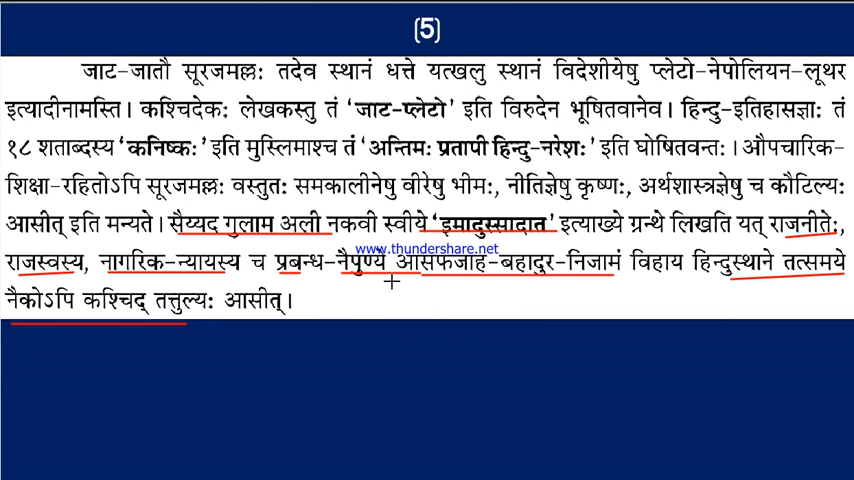 (5)
जाट-जातौ सूरजमल्लः तदेव स्थानं धत्ते यत्खलु स्थानं विदेशीयेषु प्लेटो-नेपोलियन-लूथर
इत्यादीनामस्ति। कश्चिदेकः लेखकस्तु तं 'जाट-प्लेटो' इति विरुदेन भूषितवानेव। हिन्दु-इतिहासज्ञाः तं
१८ शताब्दस्य 'कनिष्कः' इति मुस्लिमाश्च तं 'अन्तिमः प्रतापी हिन्दु-नरेशः' इति घोषितवन्तः। औपचारिक-
शिक्षा-रहितोऽपि सूरजमल्लः वस्तुतः समकालीनेषु वीरेषु भीमः, नीतिज्ञेषु कृष्णः, अर्थशास्त्रज्ञेषु च कौटिल्यः
आसीत् इति मन्यते। सैय्यद गुलाम अली नकवी स्वीये 'इमादुस्सादात' इत्याख्ये ग्रन्थे लिखति यत् राजनीतेः,
www.thundershare.net
राजस्वस्य, नागरिक-न्यायस्य च प्रबन्ध-नैपुण्ये आसफजाह-बहादुर-निजामं विहाय हिन्दुस्थाने तत्समये
नैकोऽपि कश्चिद् तत्तुल्यः आसीत्।